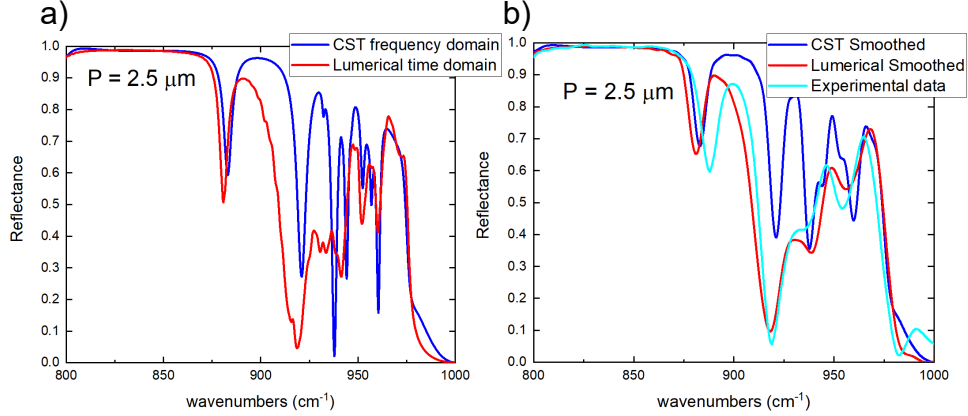 a)
CST frequency domain
Lumerical time domain
P = 2.5 μm
Reflectance
1.0
0.9
0.8
0.7
0.6
0.5
0.4
0.3
0.2
0.1
0.0
800
850
900
950
1000
wavenumbers (cm⁻¹)
b)
CST Smoothed
Lumerical Smoothed
Experimental data
P = 2.5 μm
Reflectance
1.0
0.9
0.8
0.7
0.6
0.5
0.4
0.3
0.2
0.1
0.0
800
850
900
950
1000
wavenumbers (cm⁻¹)